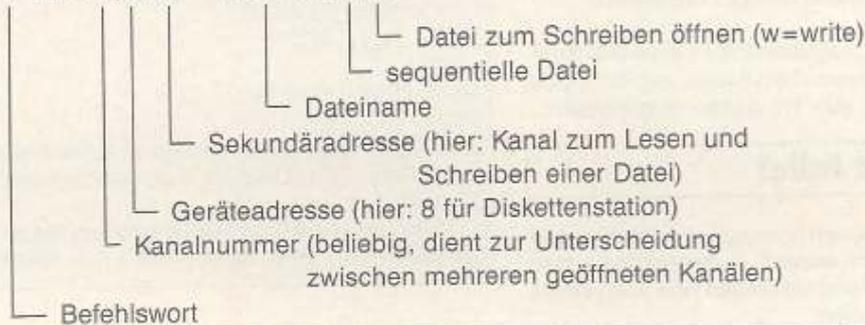 Datei zum Schreiben öffnen (w=write)
sequentielle Datei
Dateiname
Sekundäradresse (hier: Kanal zum Lesen und
Schreiben einer Datei)
Geräteadresse (hier: 8 für Diskettenstation)
Kanalnummer (beliebig, dient zur Unterscheidung
zwischen mehreren geöffneten Kanälen)
Befehlswort